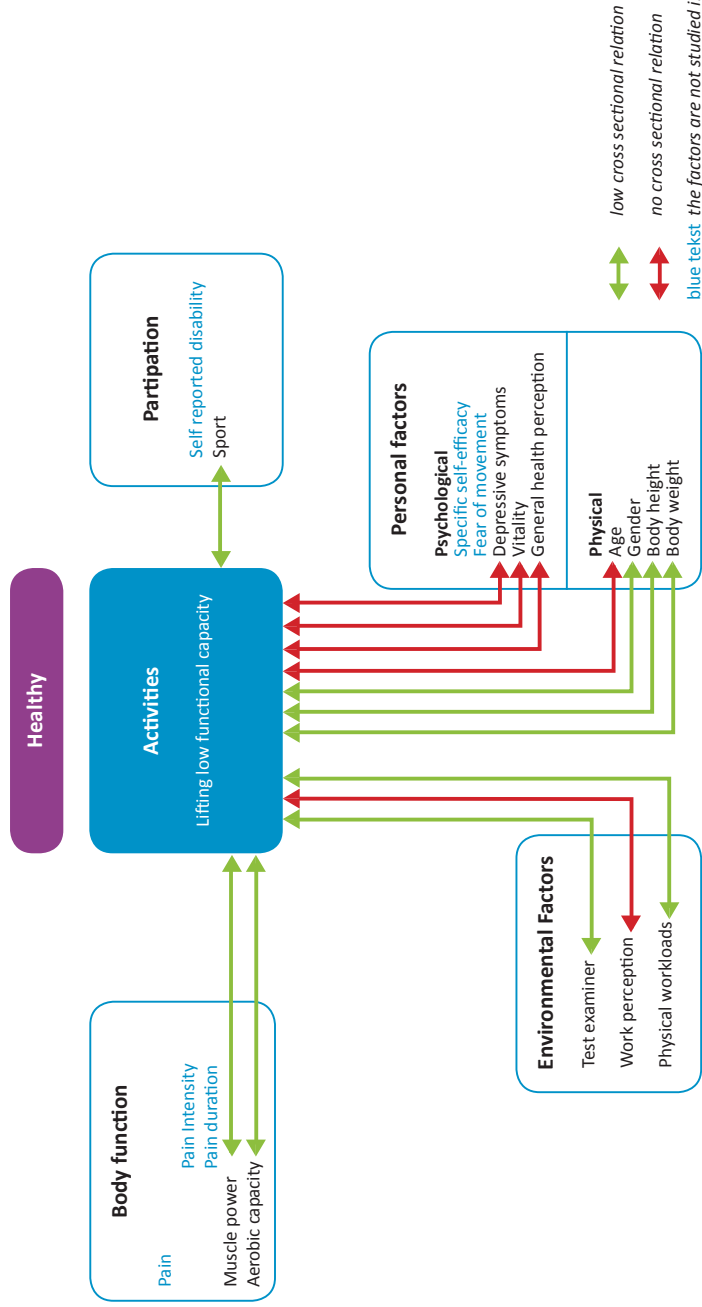 Healthy
Body function
Pain
Pain Intensity
Pain duration
Muscle power
Aerobic capacity
Activities
Lifting low functional capacity
Partipation
Self reported disability
Sport
Environmental Factors
Test examiner
Work perception
Physical workloads
Personal factors
Psychological
Specific self-efficacy
Fear of movement
Depressive symptoms
Vitality
General health perception
Physical
Age
Gender
Body height
Body weight
low cross sectional relation
no cross sectional relation
blue tekst the factors are not studied